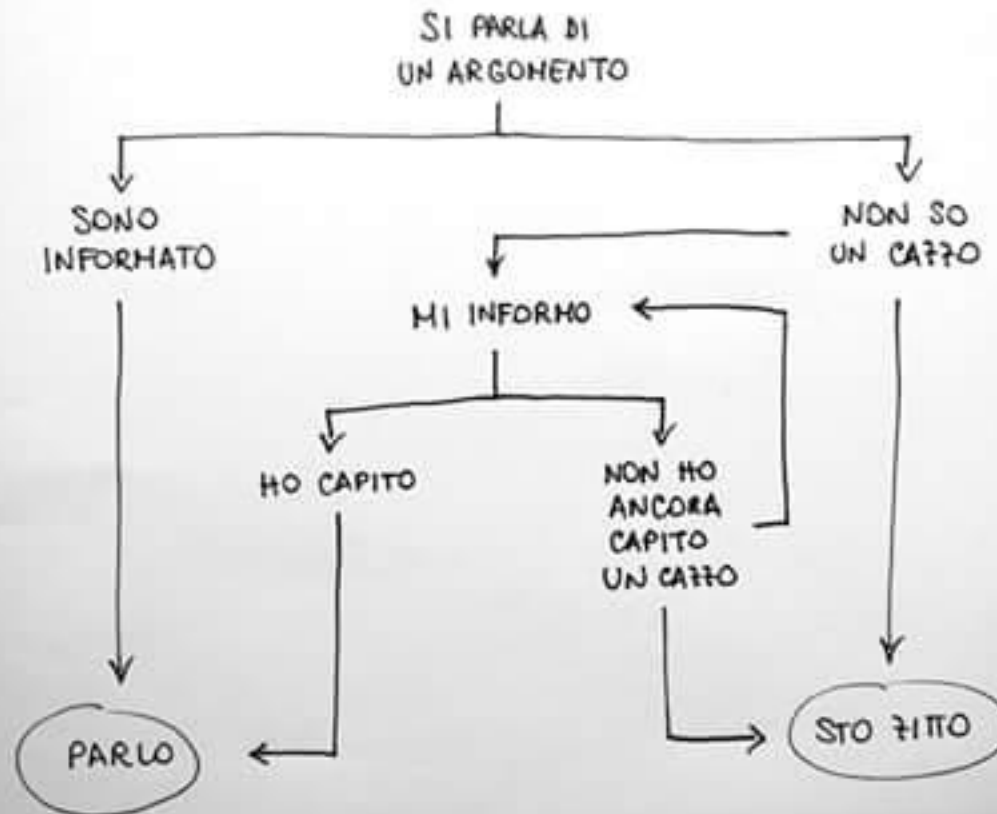 SI PARLA DI
UN ARGOMENTO
SONO
INFORMATO
NON SO
UN CAZZO
MI INFORMO
HO CAPITO
NON HO
ANCORA
CAPITO
UN CAZZO
PARLO
STO ZITTO